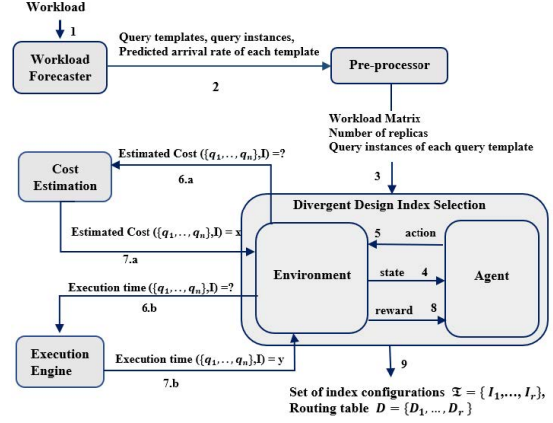 Workload
1
Query templates, query instances,
Predicted arrival rate of each template
Workload
Forecaster
2
Pre-processor
Workload Matrix
Number of replicas
Query instances of each query template
3
Estimated Cost ({q₁,..,qₙ},I) =?
6.a
Cost
Estimation
Estimated Cost ({q₁,..,qₙ},I) = x
7.a
Divergent Design Index Selection
5 action
Environment
state 4
Agent
reward 8
Execution time ({q₁,..,qₙ},I) =?
6.b
Execution
Engine
Execution time ({q₁,..,qₙ},I) = y
7.b
9
Set of index configurations 𝔗 = { I₁,..., Iᵣ},
Routing table D = {D₁, ..., Dᵣ }